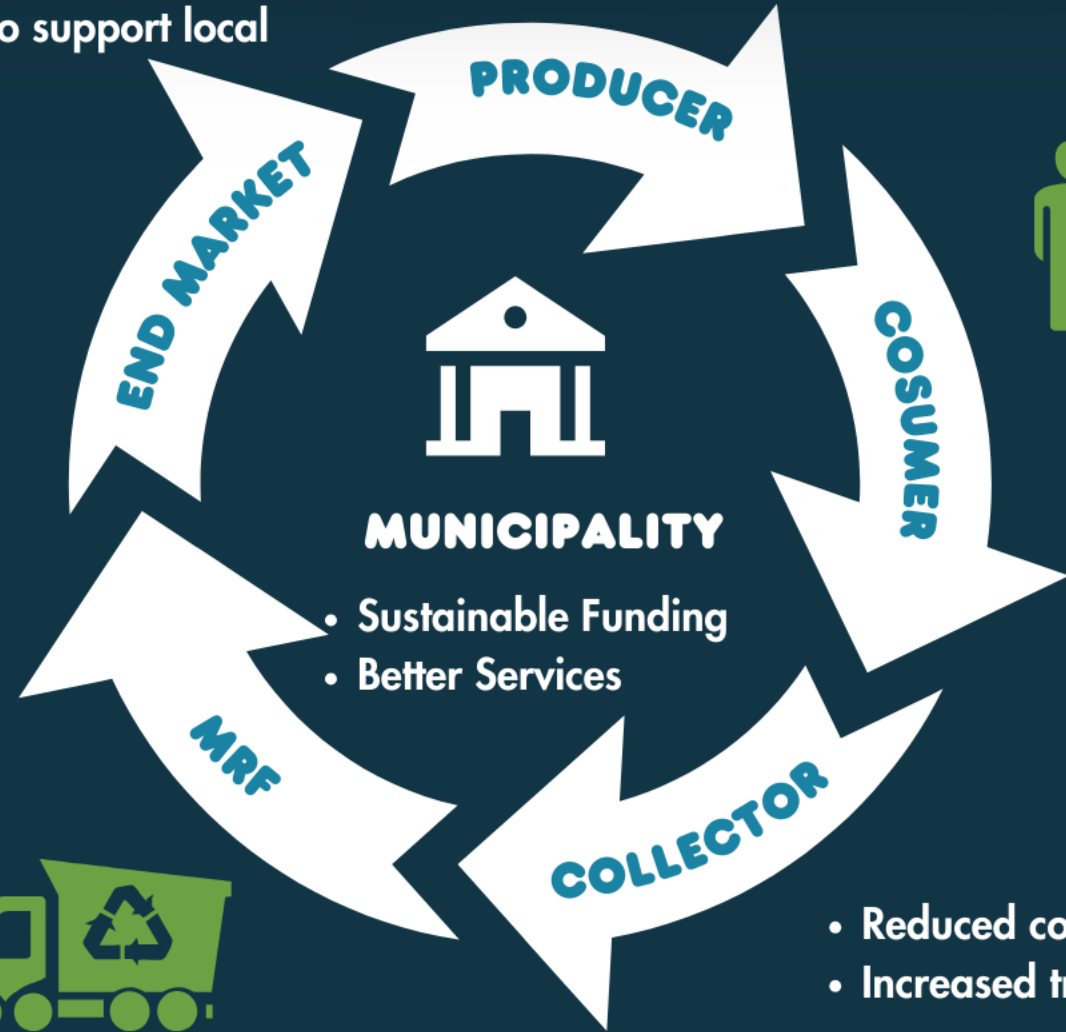 o support local
PRODUCER
END MARKET
COSUMER
MUNICIPALITY
• Sustainable Funding
• Better Services
MRF
COLLECTOR
• Reduced co
• Increased t